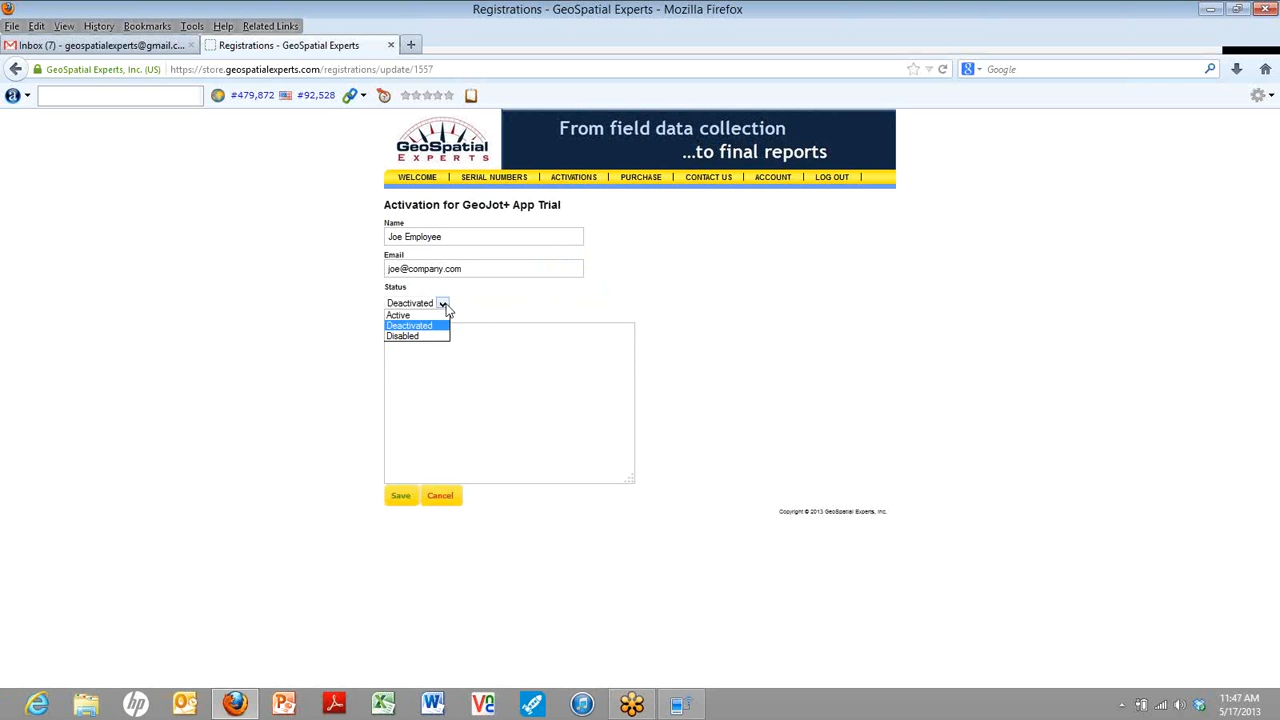 Registrations - GeoSpatial Experts - Mozilla Firefox
File Edit View History Bookmarks Tools Help Related Links
Inbox (7) - geospatialexperts@gmail.c...
Registrations - GeoSpatial Experts
GeoSpatial Experts, Inc. (US)
https://store.geospatialexperts.com/registrations/update/1557
Google
#479,872
#92,528
GeoSpatial
EXPERTS
From field data collection
...to final reports
WELCOME | SERIAL NUMBERS | ACTIVATIONS | PURCHASE | CONTACT US | ACCOUNT | LOG OUT |
Activation for GeoJot+ App Trial
Name
Joe Employee
Email
joe@company.com
Status
Deactivated
Active
Deactivated
Disabled
Save Cancel
Copyright © 2013 GeoSpatial Experts, Inc.
11:47 AM
5/17/2013